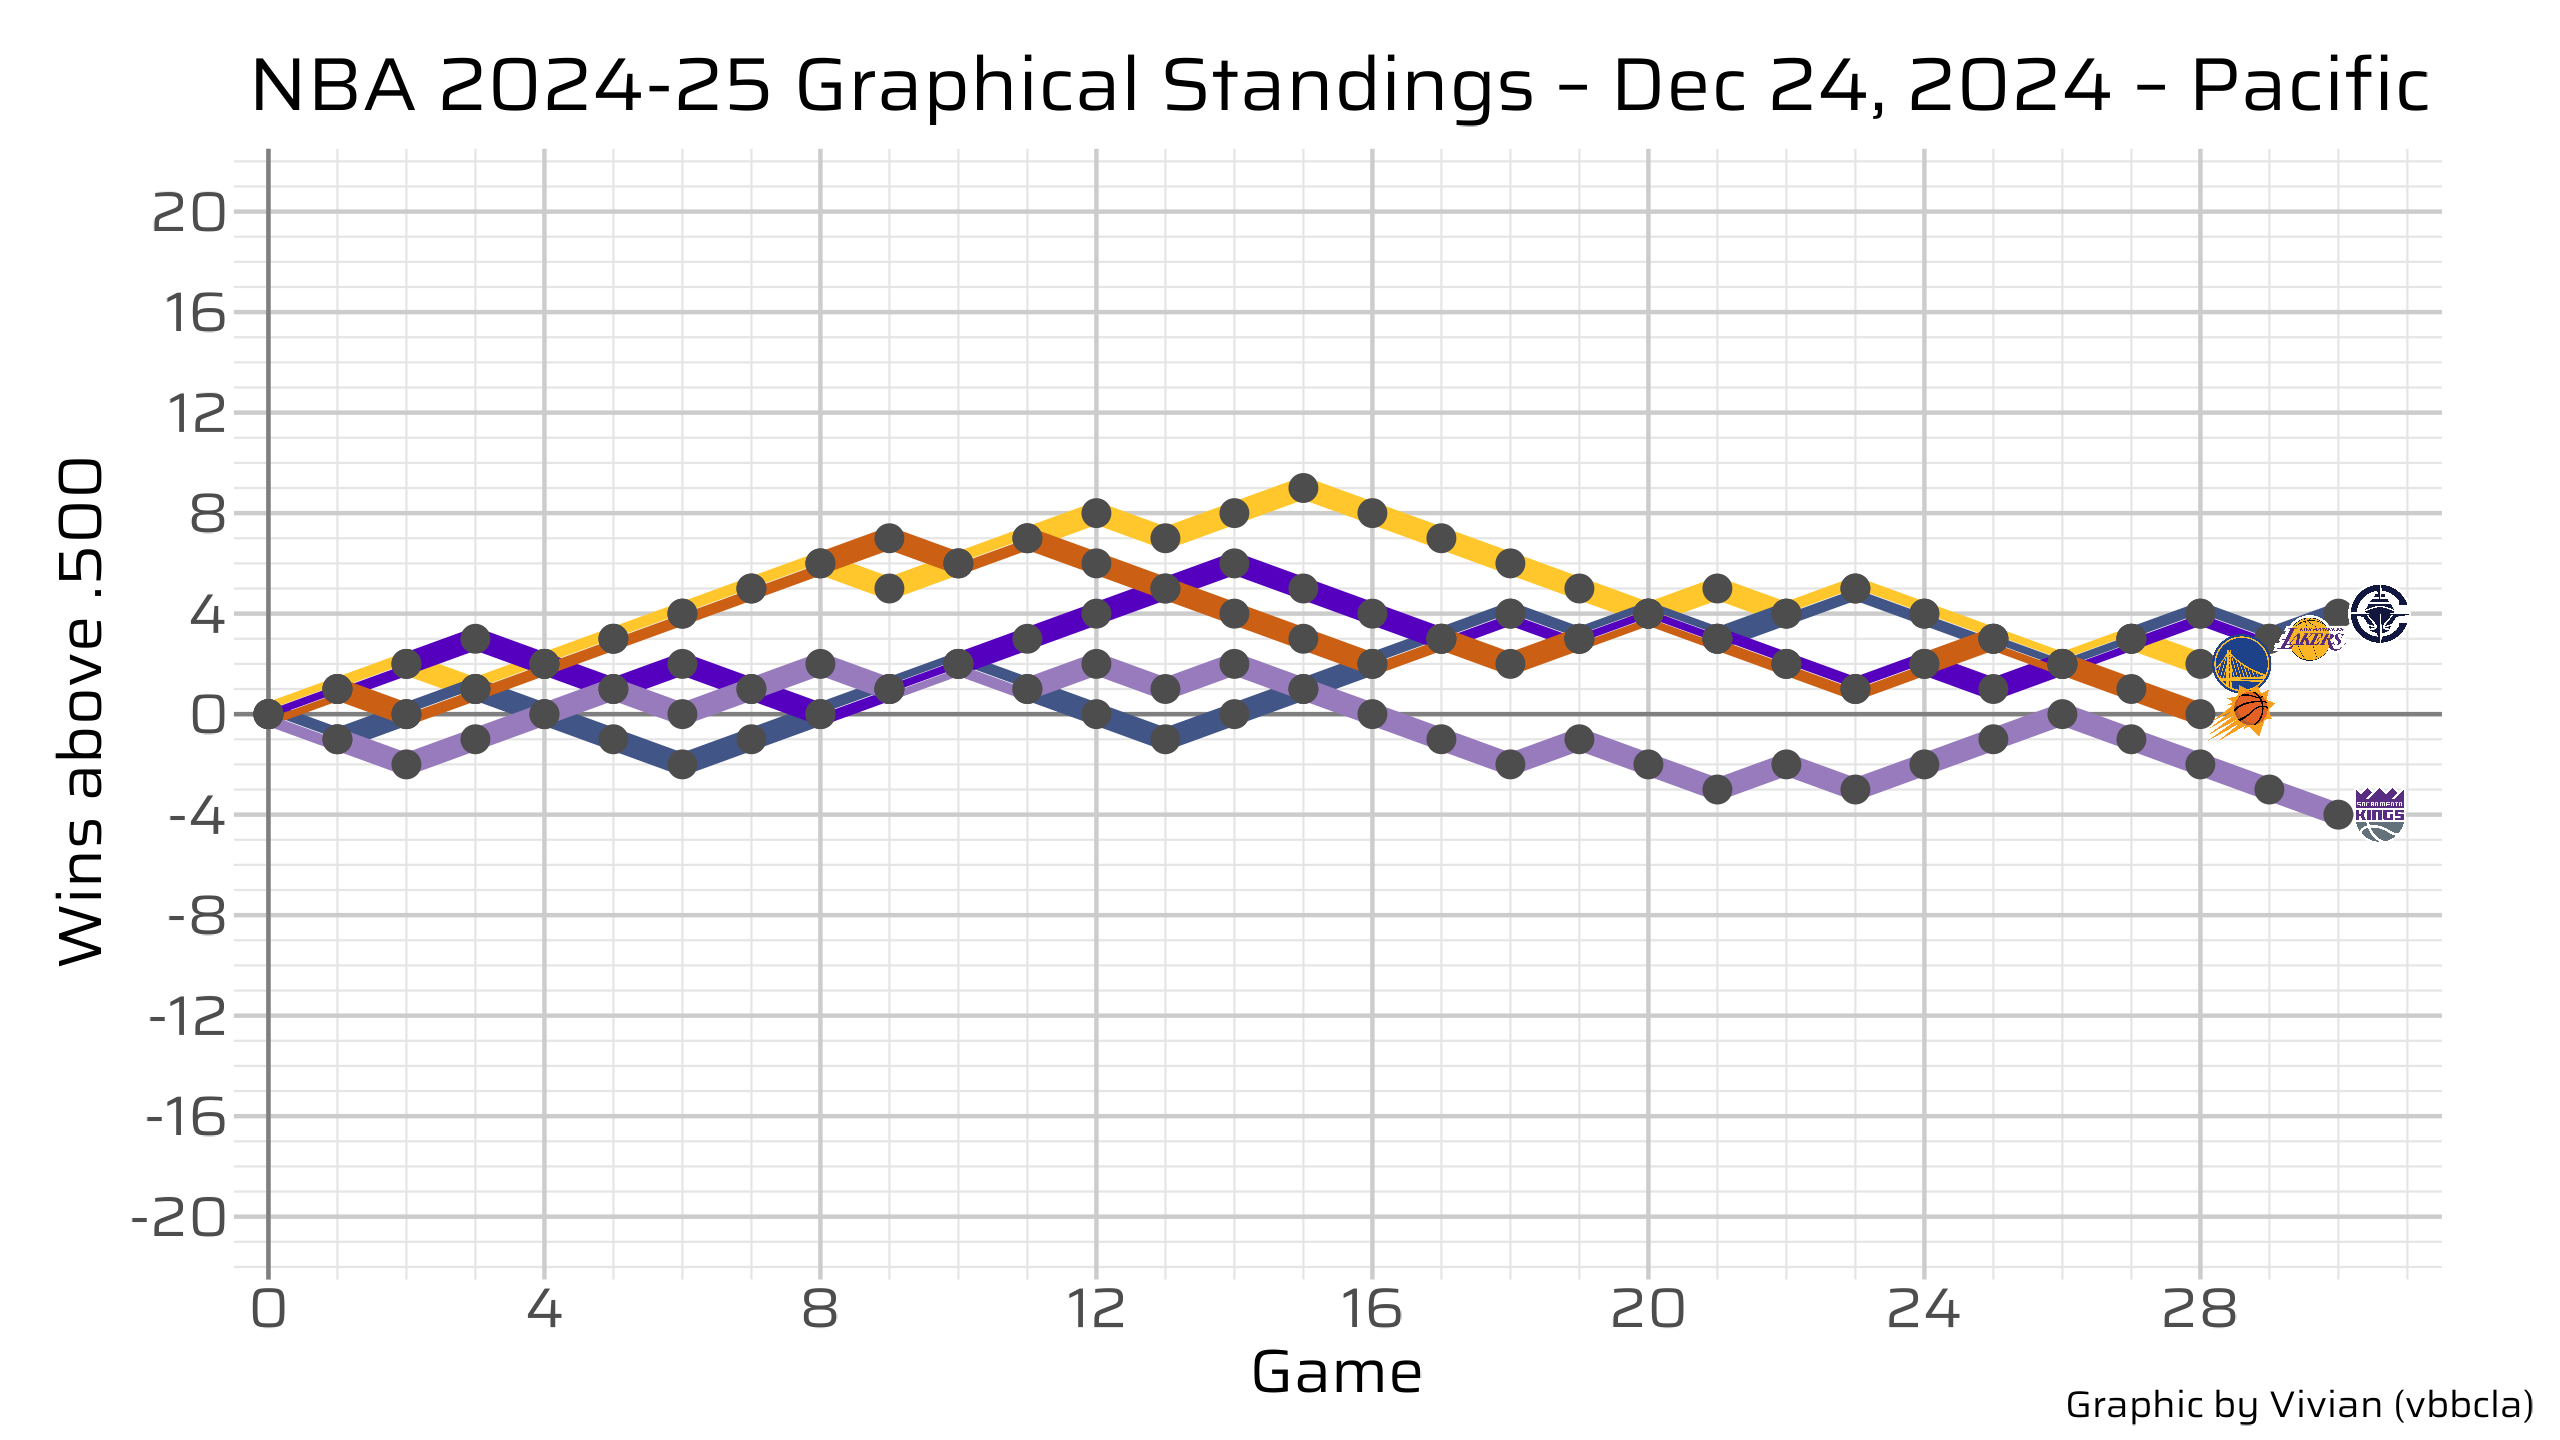 NBA 2024-25 Graphical Standings - Dec 24, 2024 - Pacific
Wins above .500
20
16
12
8
4
0
-4
-8
-12
-16
-20
LAKERS
SACRAMENTO
KINGS
0 4 8 12 16 20 24 28
Game
Graphic by Vivian (vbbcla)